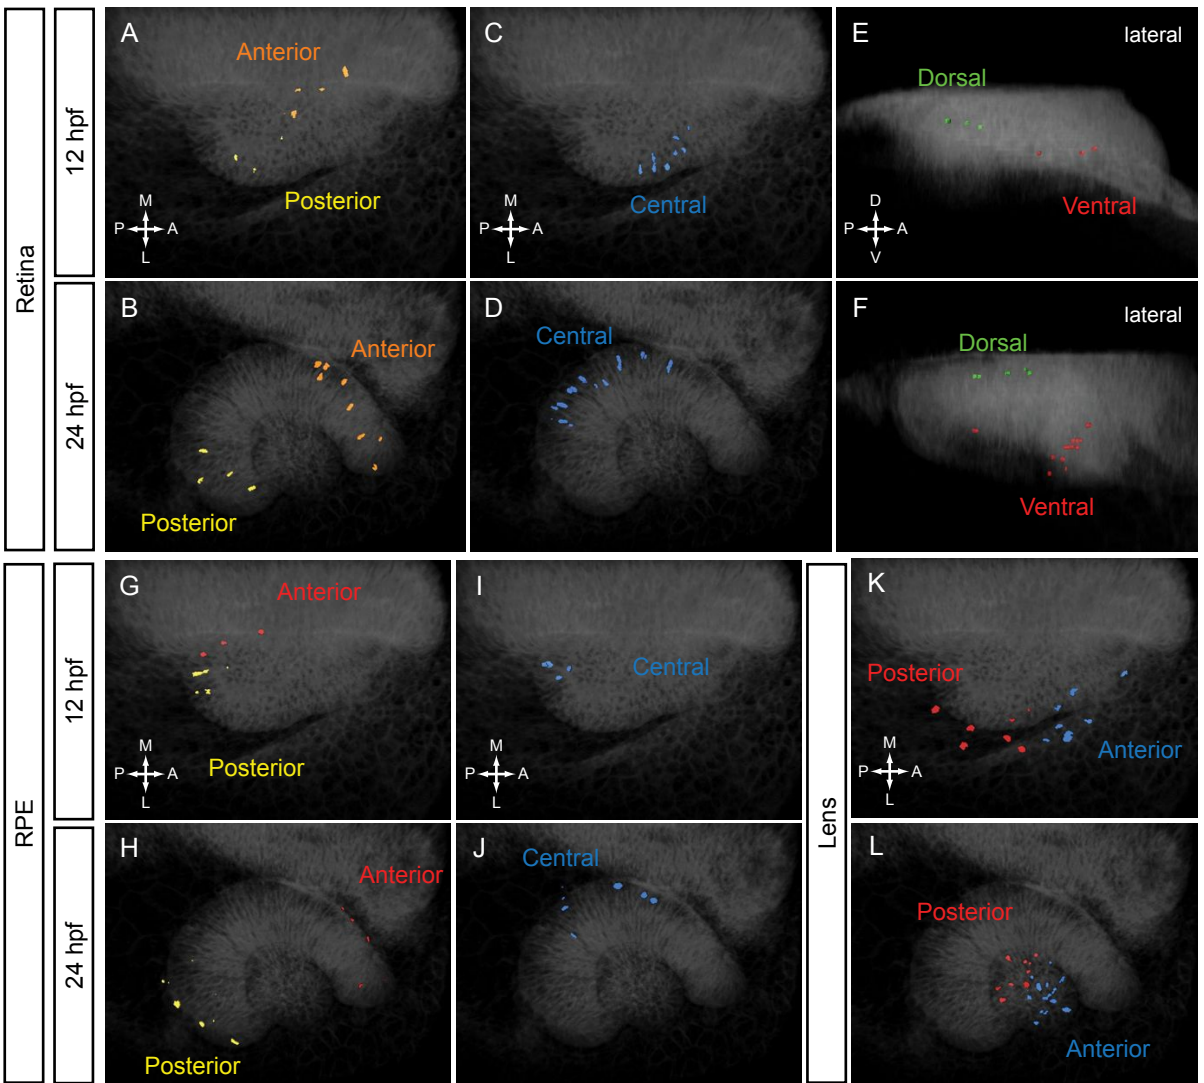 Retina
12 hpf
A
Anterior
Posterior
M
P A
L
C
Central
M
P A
L
E
lateral
Dorsal
Ventral
D
P A
V
24 hpf
B
Anterior
Posterior
D
Central
F
lateral
Dorsal
Ventral
RPE
12 hpf
G
Anterior
Posterior
M
P A
L
I
Central
M
P A
L
24 hpf
H
Anterior
Posterior
J
Central
Lens
K
Posterior
Anterior
M
P A
L
L
Posterior
Anterior